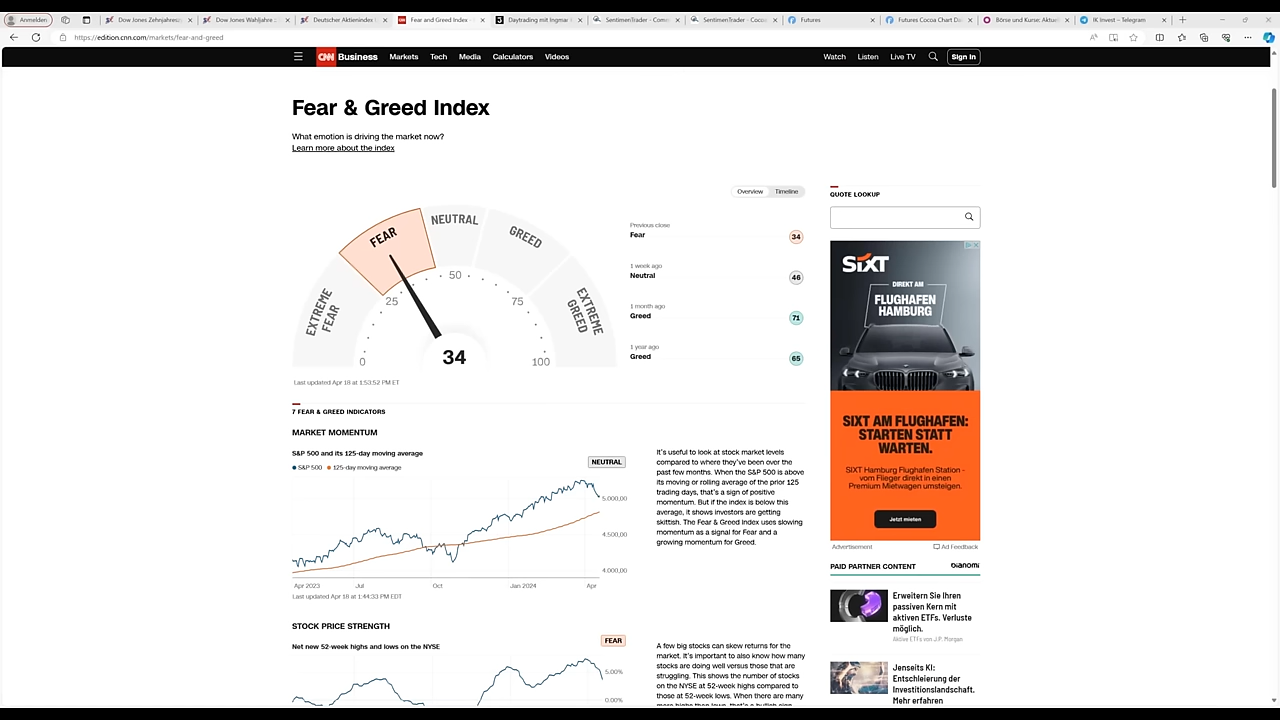 Anmelden
Dow Jones Zehnjahres
Dow Jones Wahljahre
Deutscher Aktienindex
Fear and Greed Index -
Daytrading mit Ingmar
SentimenTrader - Com
SentimenTrader - Coco
Futures
Futures Cocoa Chart Da
Börse und Kurse: Aktue
IK Invest – Telegram
https://edition.cnn.com/markets/fear-and-greed
CNN Business
Markets
Tech
Media
Calculators
Videos
Watch
Listen
Live TV
Sign in
Fear & Greed Index
What emotion is driving the market now?
Learn more about the index
Overview
Timeline
EXTREME FEAR
FEAR
NEUTRAL
GREED
EXTREME GREED
0
25
50
75
100
34
Last updated Apr 18 at 1:53:52 PM ET
Previous close
Fear
34
1 week ago
Neutral
46
1 month ago
Greed
71
1 year ago
Greed
65
7 FEAR & GREED INDICATORS
MARKET MOMENTUM
S&P 500 and its 125-day moving average
S&P 500
125-day moving average
NEUTRAL
5.000,00
4.500,00
4.000,00
Apr 2023
Jul
Oct
Jan 2024
Apr
Last updated Apr 18 at 1:44:33 PM EDT
It's useful to look at stock market levels
compared to where they've been over the
past few months. When the S&P 500 is above
its moving or rolling average of the prior 125
trading days, that's a sign of positive
momentum. But if the index is below this
average, it shows investors are getting
skittish. The Fear & Greed Index uses slowing
momentum as a signal for Fear and a
growing momentum for Greed.
STOCK PRICE STRENGTH
Net new 52-week highs and lows on the NYSE
FEAR
5.00%
0.00%
A few big stocks can skew returns for the
market. It's important to also know how many
stocks are doing well versus those that are
struggling. This shows the number of stocks
on the NYSE at 52-week highs compared to
those at 52-week lows. When there are many
more highs than lows, that's a bullish sign
QUOTE LOOKUP
SIXT
DIREKT AM
FLUGHAFEN
HAMBURG
SIXT AM FLUGHAFEN:
STARTEN STATT
WARTEN.
SIXT Hamburg Flughafen Station -
vom Flieger direkt in einen
Premium Mietwagen umsteigen.
Jetzt mieten
Advertisement
Ad Feedback
PAID PARTNER CONTENT
dianomi
Erweitern Sie Ihren
passiven Kern mit
aktiven ETFs. Verluste
möglich.
Aktive ETFs von J.P. Morgan
Jenseits KI:
Entschleierung der
Investitionslandschaft.
Mehr erfahren